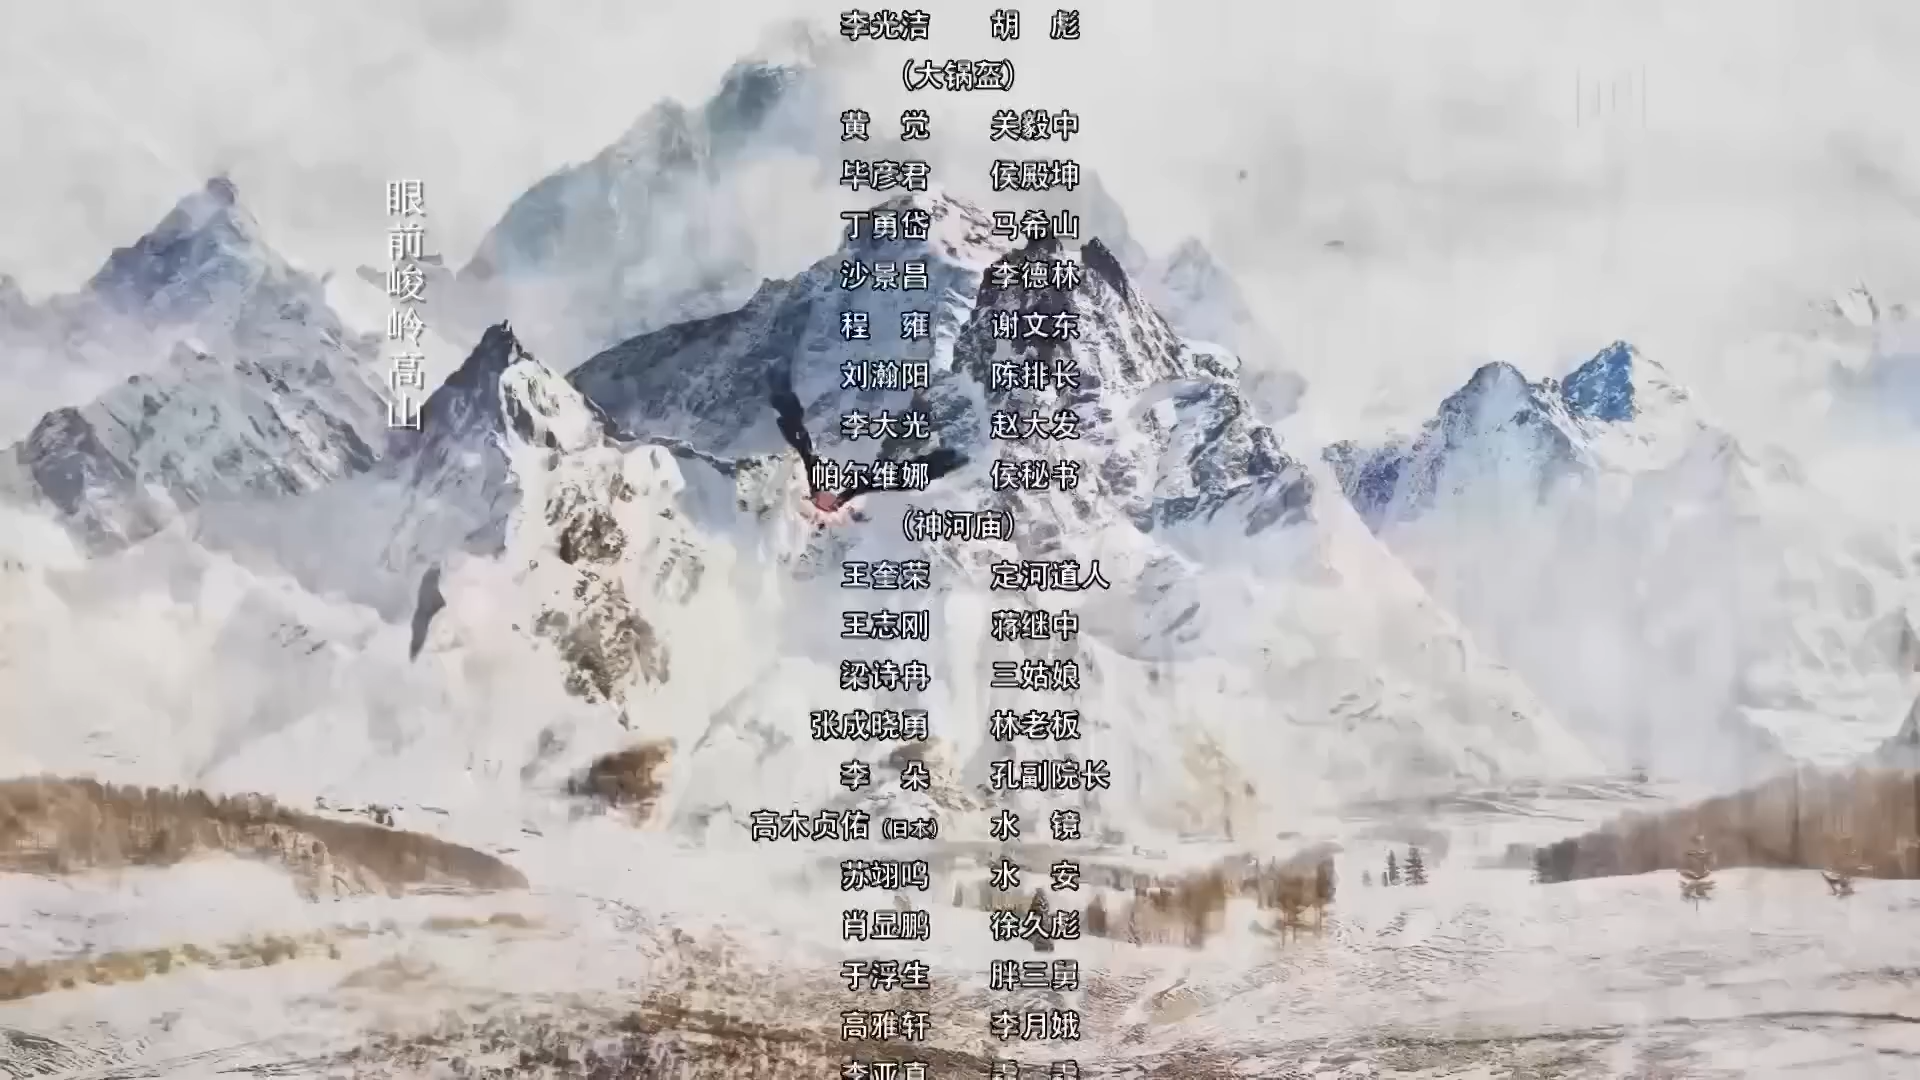 眼前峻岭高山
李光洁 胡 彪
(大锅盔)
黄 觉 关毅中
毕彦君 侯殿坤
丁勇岱 马希山
沙景昌 李德林
程 雍 谢文东
刘瀚阳 陈排长
李大光 赵大发
帕尔维娜 侯秘书
(神河庙)
王奎荣 定河道人
王志刚 蒋继中
梁诗冉 三姑娘
张成晓勇 林老板
李 朵 孔副院长
高木贞佑(日本) 水 镜
苏翊鸣 水 安
肖显鹏 徐久彪
于浮生 胖三舅
高雅轩 李月娥
李亚真